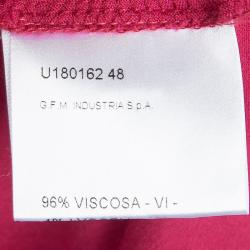 U180162 48
G.F.M. INDUSTRIA S.p.A.
96% VISCOSA - VI -